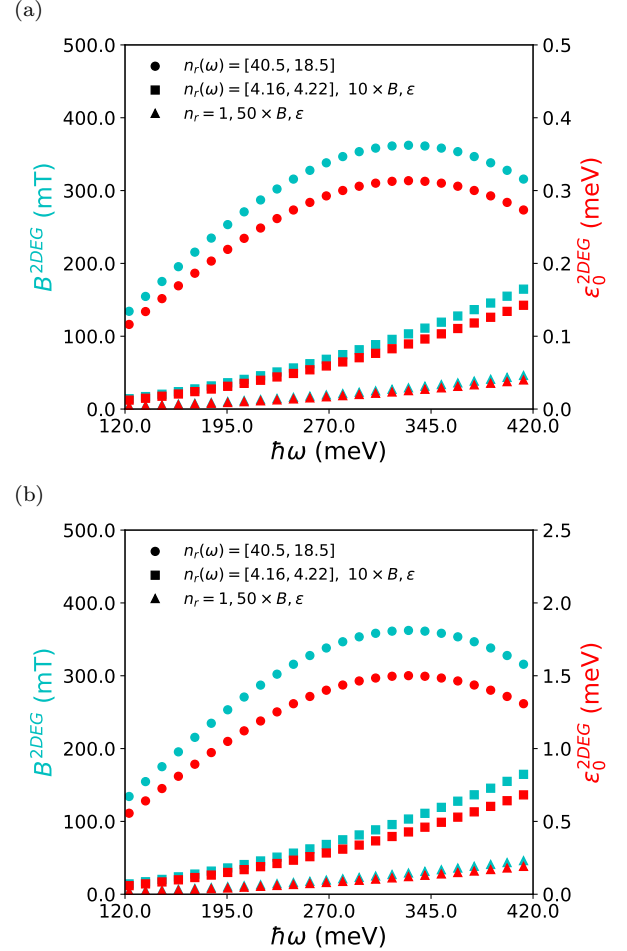 (a)
500.0
400.0
300.0
200.0
100.0
0.0
B^{2DEG} (mT)
n_r(ω) = [40.5, 18.5]
n_r(ω) = [4.16, 4.22], 10 × B, ε
n_r = 1, 50 × B, ε
0.5
0.4
0.3
0.2
0.1
0.0
ε_0^{2DEG} (meV)
120.0 195.0 270.0 345.0 420.0
ħω (meV)
(b)
500.0
400.0
300.0
200.0
100.0
0.0
B^{2DEG} (mT)
n_r(ω) = [40.5, 18.5]
n_r(ω) = [4.16, 4.22], 10 × B, ε
n_r = 1, 50 × B, ε
2.5
2.0
1.5
1.0
0.5
0.0
ε_0^{2DEG} (meV)
120.0 195.0 270.0 345.0 420.0
ħω (meV)